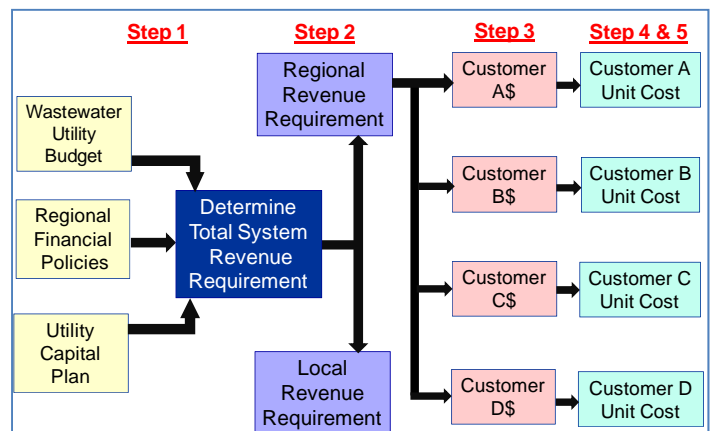 Step 1
Step 2
Step 3
Step 4 & 5
Wastewater
Utility
Budget
Regional
Financial
Policies
Utility
Capital
Plan
Determine
Total System
Revenue
Requirement
Regional
Revenue
Requirement
Local
Revenue
Requirement
Customer
A$
Customer
B$
Customer
C$
Customer
D$
Customer A
Unit Cost
Customer B
Unit Cost
Customer C
Unit Cost
Customer D
Unit Cost